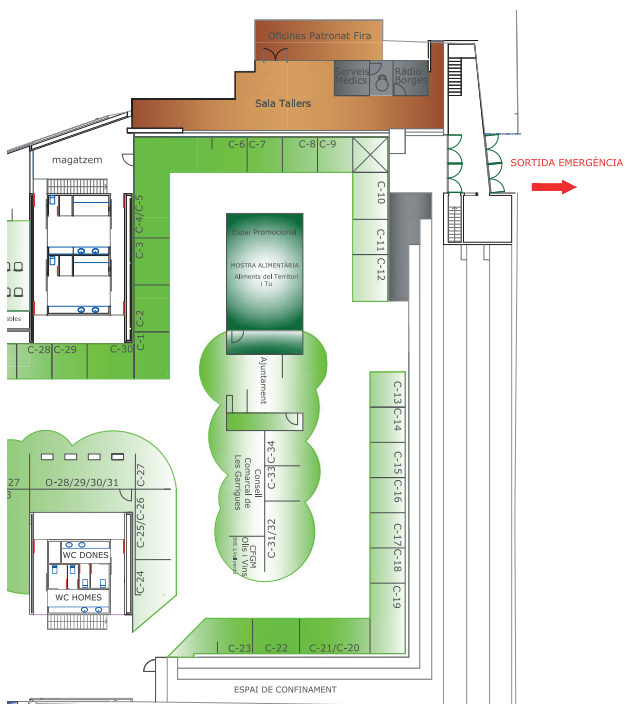 Oficines Patronat Fira
Serveis
Mèdics
Ràdio
Borges
Sala Tallers
SORTIDA EMERGÈNCIA
magatzem
C-6 C-7
C-8 C-9
C-10
C-11
C-12
C-4/C-5
C-3
C-2
C-1
Espai Promocional
MOSTRA ALIMENTÀRIA
Aliments del Territori
i Tu
ables
C-28 C-29
C-30
Ajuntament
C-13
C-14
C-15
C-16
C-17
C-18
C-19
C-34
C-33
Consell
Comarcal de
Les Garrigues
C-31/32
CFGM
Olis i Vins
27
3
O-28/29/30/31
C-27
C-25/C-26
C-24
WC DONES
WC HOMES
C-23
C-22
C-21/C-20
ESPAI DE CONFINAMENT